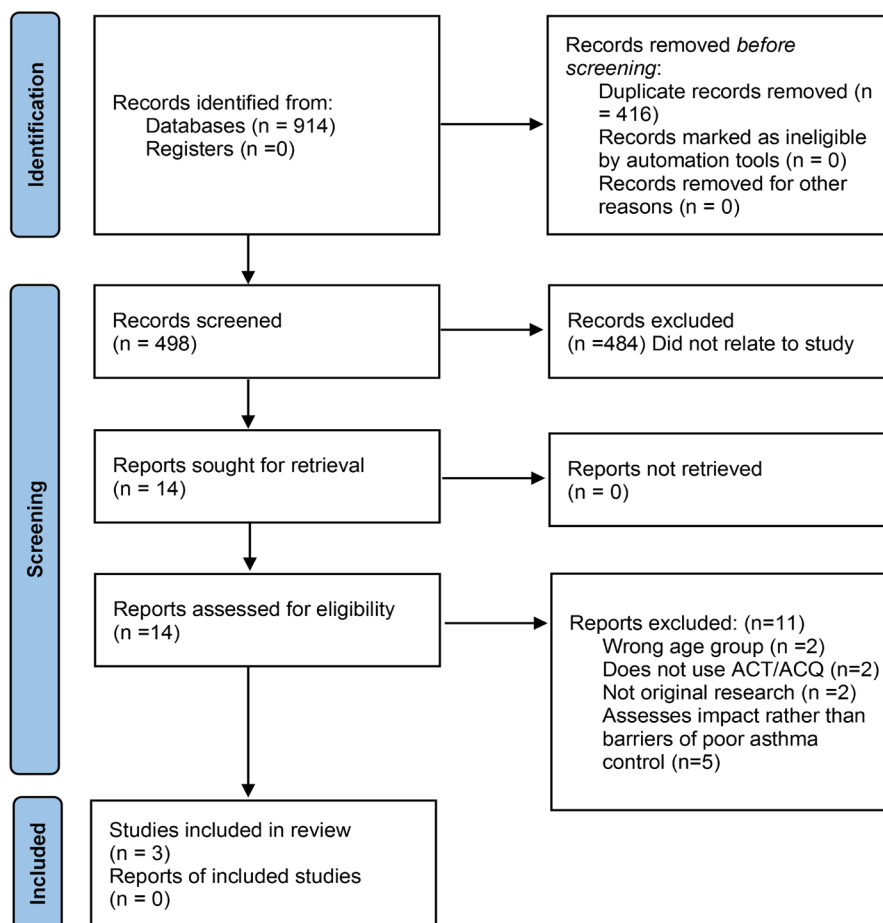 Identification
Records identified from:
Databases (n = 914)
Registers (n =0)
Records removed before
screening:
Duplicate records removed (n
= 416)
Records marked as ineligible
by automation tools (n = 0)
Records removed for other
reasons (n = 0)
Screening
Records screened
(n = 498)
Records excluded
(n =484) Did not relate to study
Reports sought for retrieval
(n = 14)
Reports not retrieved
(n = 0)
Reports assessed for eligibility
(n =14)
Reports excluded: (n=11)
Wrong age group (n =2)
Does not use ACT/ACQ (n=2)
Not original research (n =2)
Assesses impact rather than
barriers of poor asthma
control (n=5)
Included
Studies included in review
(n = 3)
Reports of included studies
(n = 0)